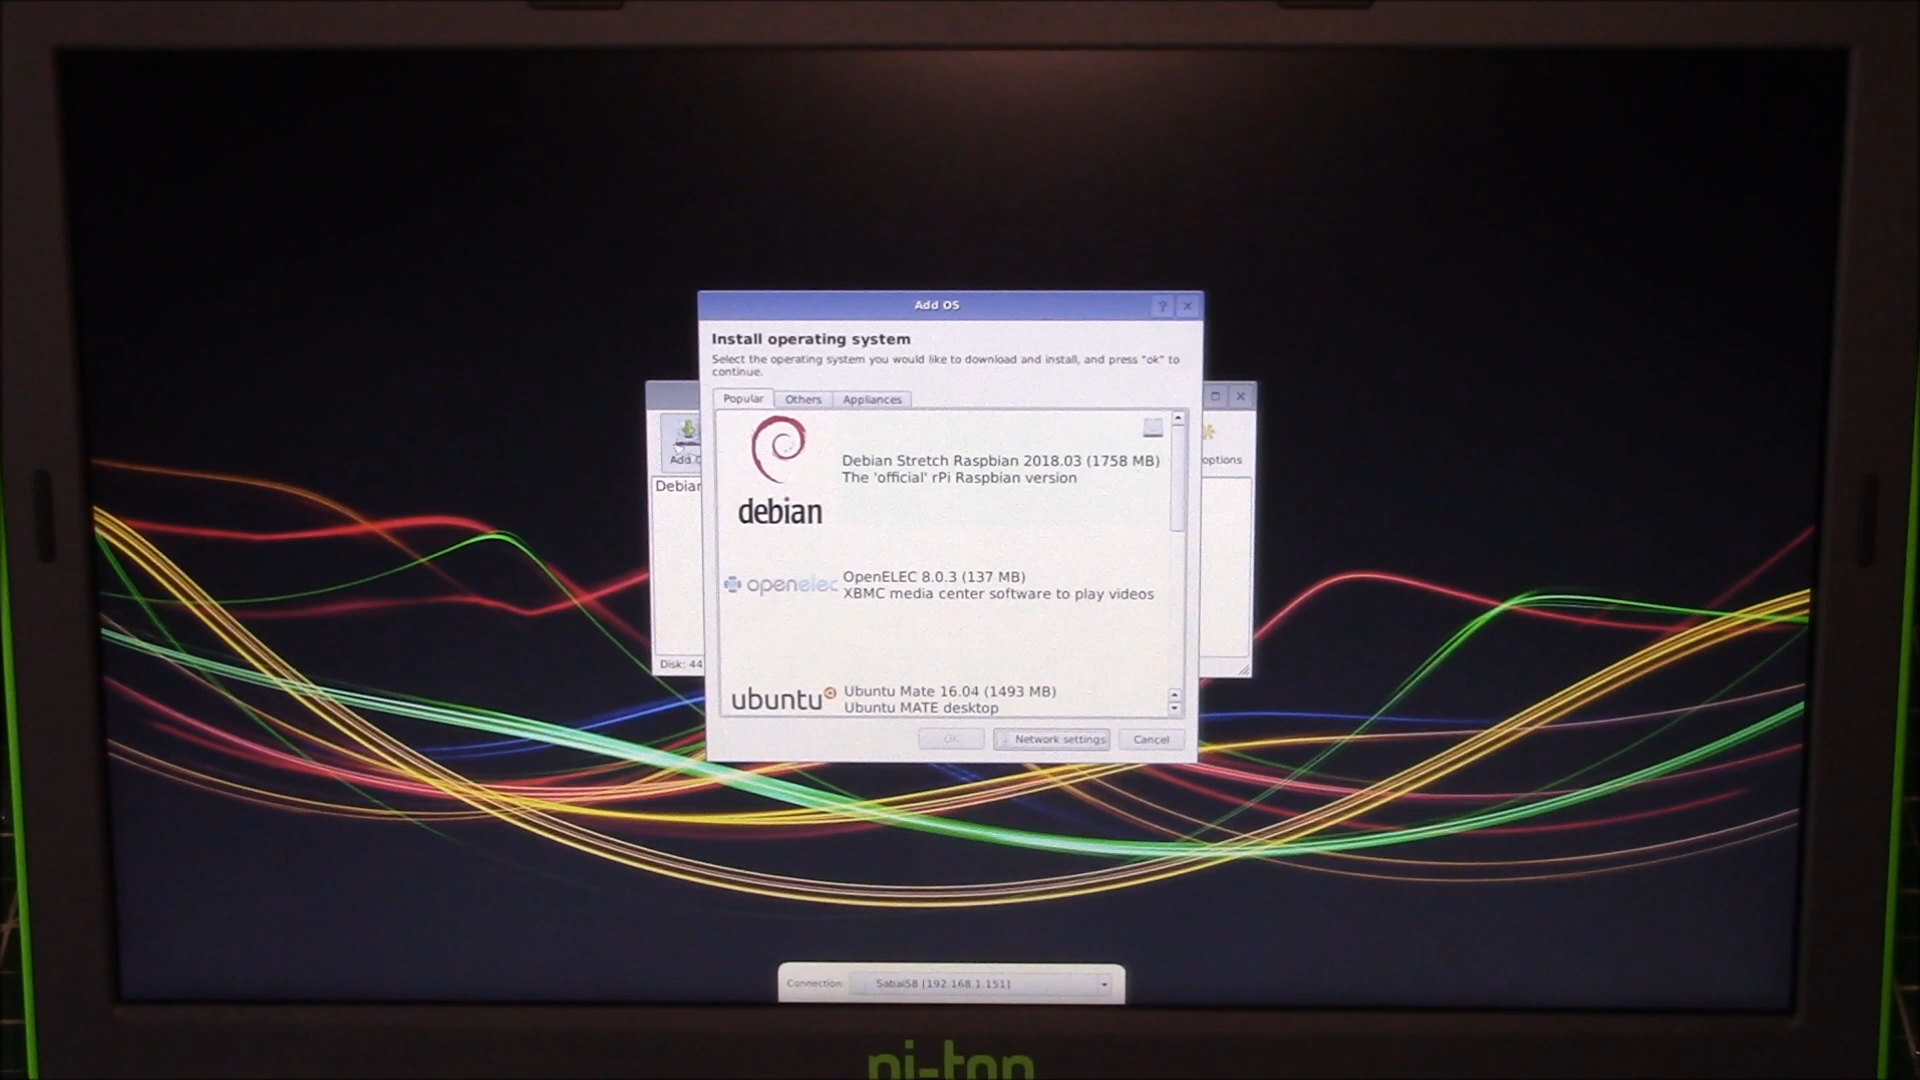 Add OS
Install operating system
Select the operating system you would like to download and install, and press "ok" to
continue.
Popular Others Appliances
debian
Debian Stretch Raspbian 2018.03 (1758 MB)
The 'official' rPi Raspbian version
openelec
OpenELEC 8.0.3 (137 MB)
XBMC media center software to play videos
ubuntu
Ubuntu Mate 16.04 (1493 MB)
Ubuntu MATE desktop
OK Network settings Cancel
Add
options
Debian
Disk: 44
Connection: Sabai58 [192.168.1.151]
pi-top